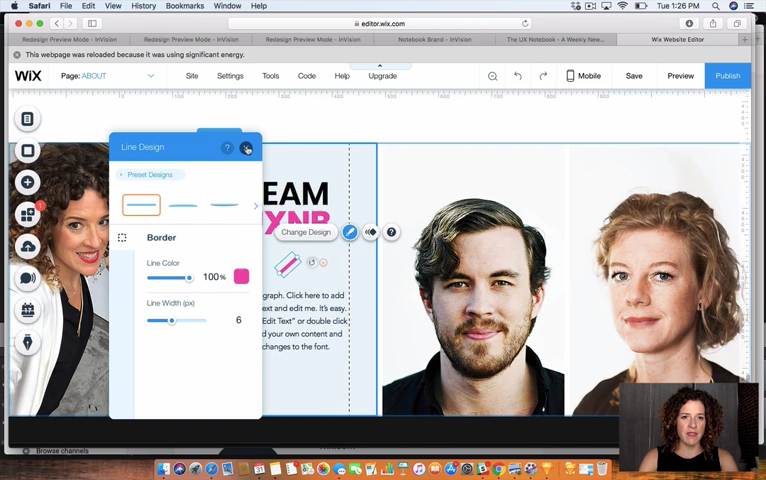 Safari File Edit View History Bookmarks Window Help
Tue 1:26 PM
editor.wix.com
Redesign Preview Mode - InVision
Redesign Preview Mode - InVision
Redesign Preview Mode - InVision
Notebook Brand - InVision
The UX Notebook - A Weekly New...
Wix Website Editor
This webpage was reloaded because it was using significant energy.
WiX
Page: ABOUT
Site Settings Tools Code Help Upgrade
Mobile
Save
Preview
Publish
Line Design
?
Preset Designs
1
Border
EAM
Change Design
?
Line Color
100 %
Line Width (px)
6
graph. Click here to add
ext and edit me. It's easy.
Edit Text" or double click
your own content and
changes to the font.
Browse channels